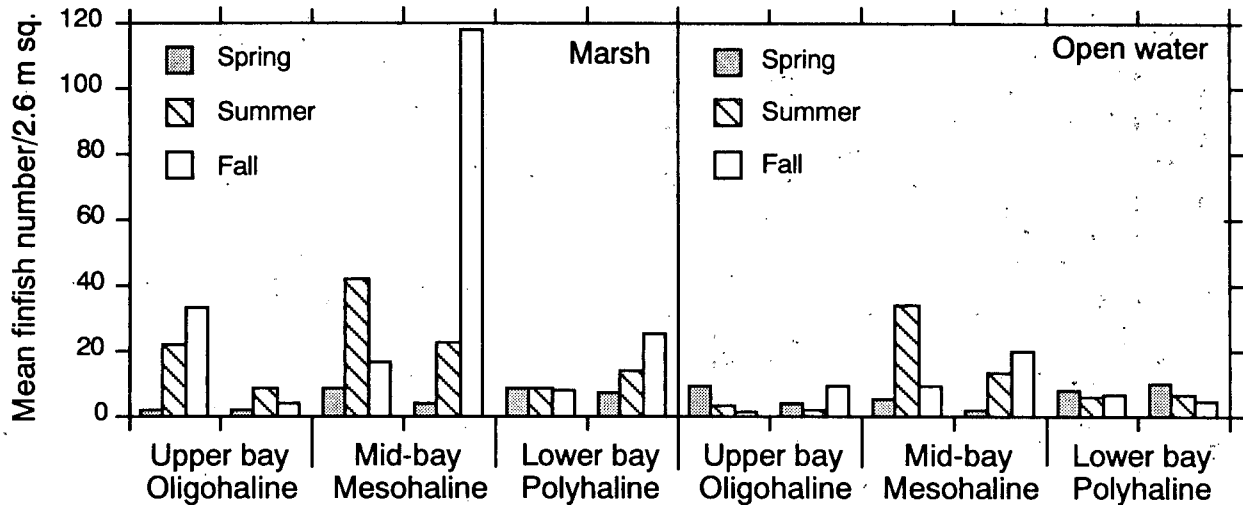 Mean finfish number/2.6 m sq.
120
100
80
60
40
20
0
Spring
Summer
Fall
Marsh
Spring
Summer
Fall
Open water
Upper bay
Oligohaline
Mid-bay
Mesohaline
Lower bay
Polyhaline
Upper bay
Oligohaline
Mid-bay
Mesohaline
Lower bay
Polyhaline